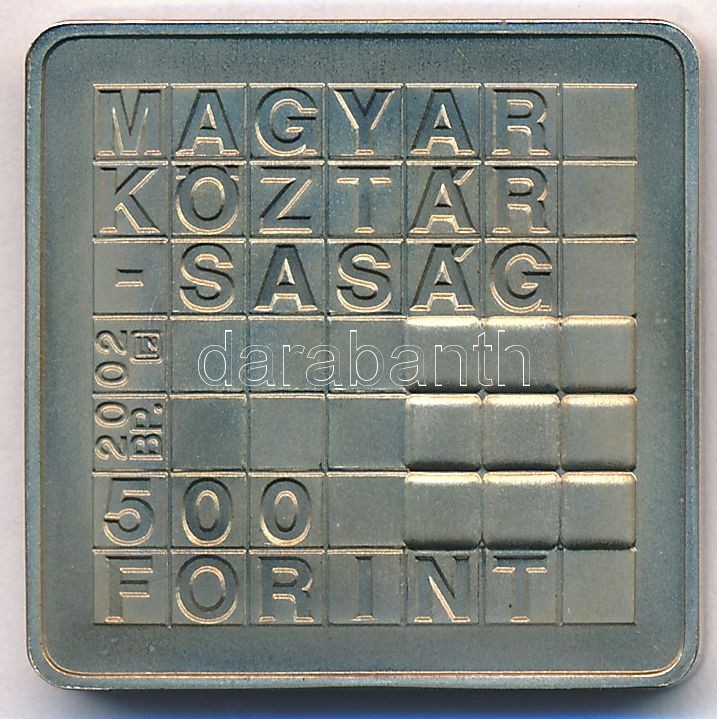 MAGYAR
KÖZTÁR
-SASÁG
darabanth
2002
BP.
500
FORINT